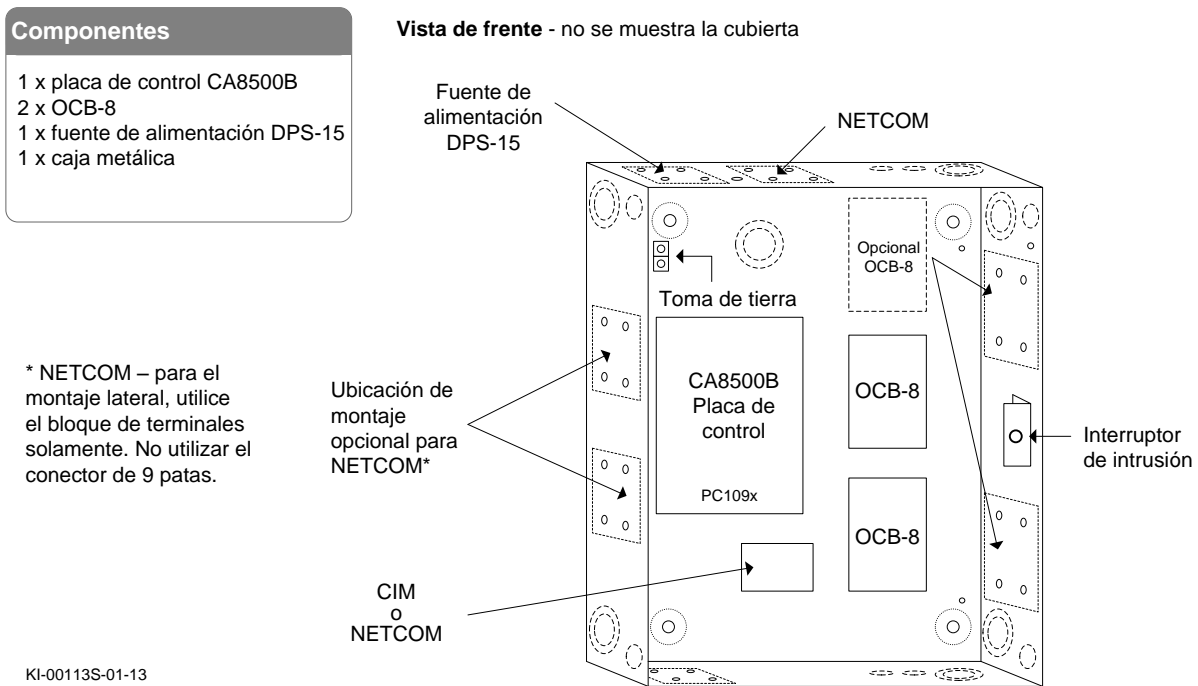 Componentes
1 x placa de control CA8500B
2 x OCB-8
1 x fuente de alimentación DPS-15
1 x caja metálica
Vista de frente - no se muestra la cubierta
Fuente de
alimentación
DPS-15
NETCOM
Opcional
OCB-8
Toma de tierra
* NETCOM – para el
montaje lateral, utilice
el bloque de terminales
solamente. No utilizar el
conector de 9 patas.
Ubicación de
montaje
opcional para
NETCOM*
CA8500B
Placa de
control
PC109x
OCB-8
OCB-8
Interruptor
de intrusión
CIM
o
NETCOM
KI-00113S-01-13